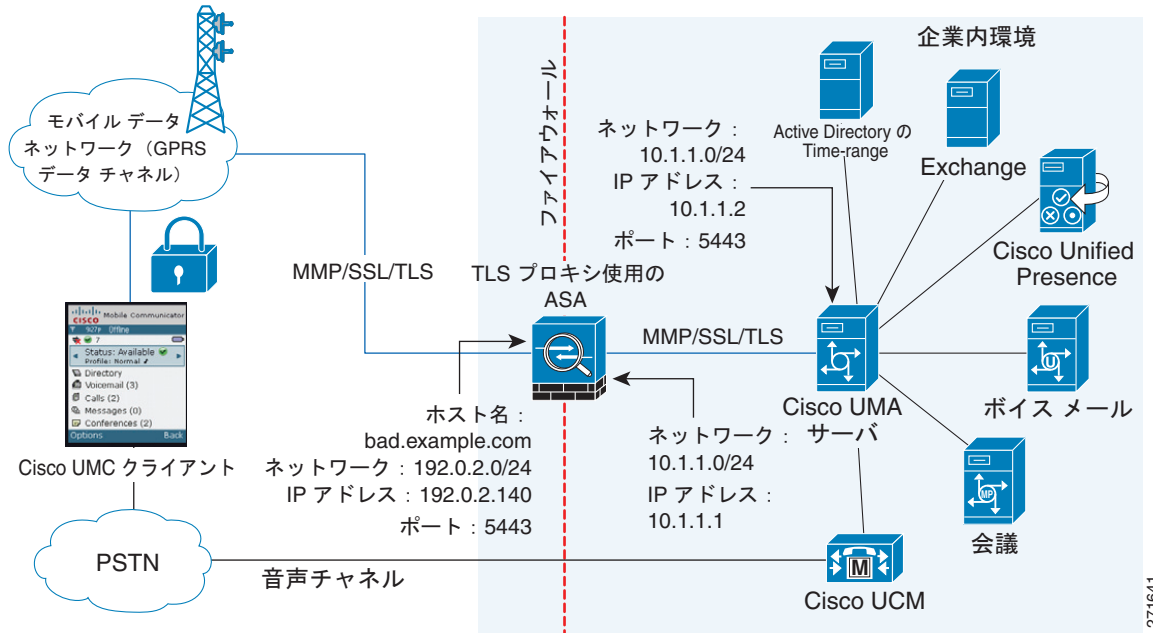 企業内環境
モバイル データ
ネットワーク（GPRS
データ チャネル）
ファイアウォール
ネットワーク：
10.1.1.0/24
IP アドレス：
10.1.1.2
ポート：5443
Active Directory の
Time-range
Exchange
Cisco Unified
Presence
MMP/SSL/TLS
TLS プロキシ使用の
ASA
MMP/SSL/TLS
CISCO Mobile Communicator
927P Offline
7
Status: Available
Profile: Normal
Directory
Voicemail (3)
Calls (2)
Messages (0)
Conferences (2)
Options Back
Cisco UMC クライアント
ホスト名：
bad.example.com
ネットワーク：192.0.2.0/24
IP アドレス：192.0.2.140
ポート：5443
ネットワーク：
10.1.1.0/24
IP アドレス：
10.1.1.1
Cisco UMA
サーバ
U
ボイス メール
MP
会議
PSTN
音声チャネル
M
Cisco UCM
271641